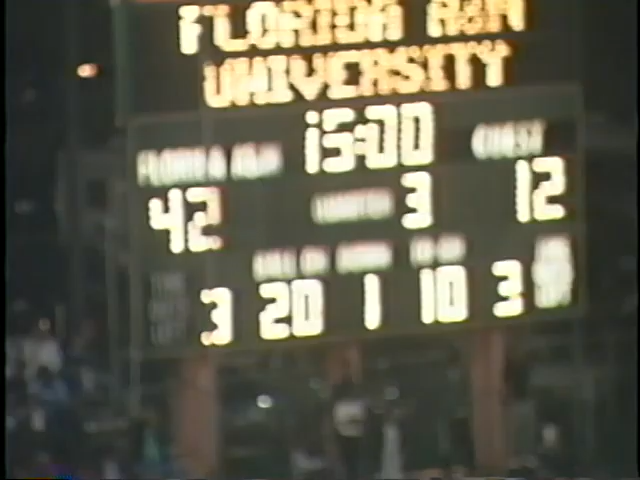 FLORIDA A&M
UNIVERSITY
15:00
FLORIDA A&M GUEST
42 QUARTER 3 12
BALL ON DOWN TO GO
3 20 1 10 3